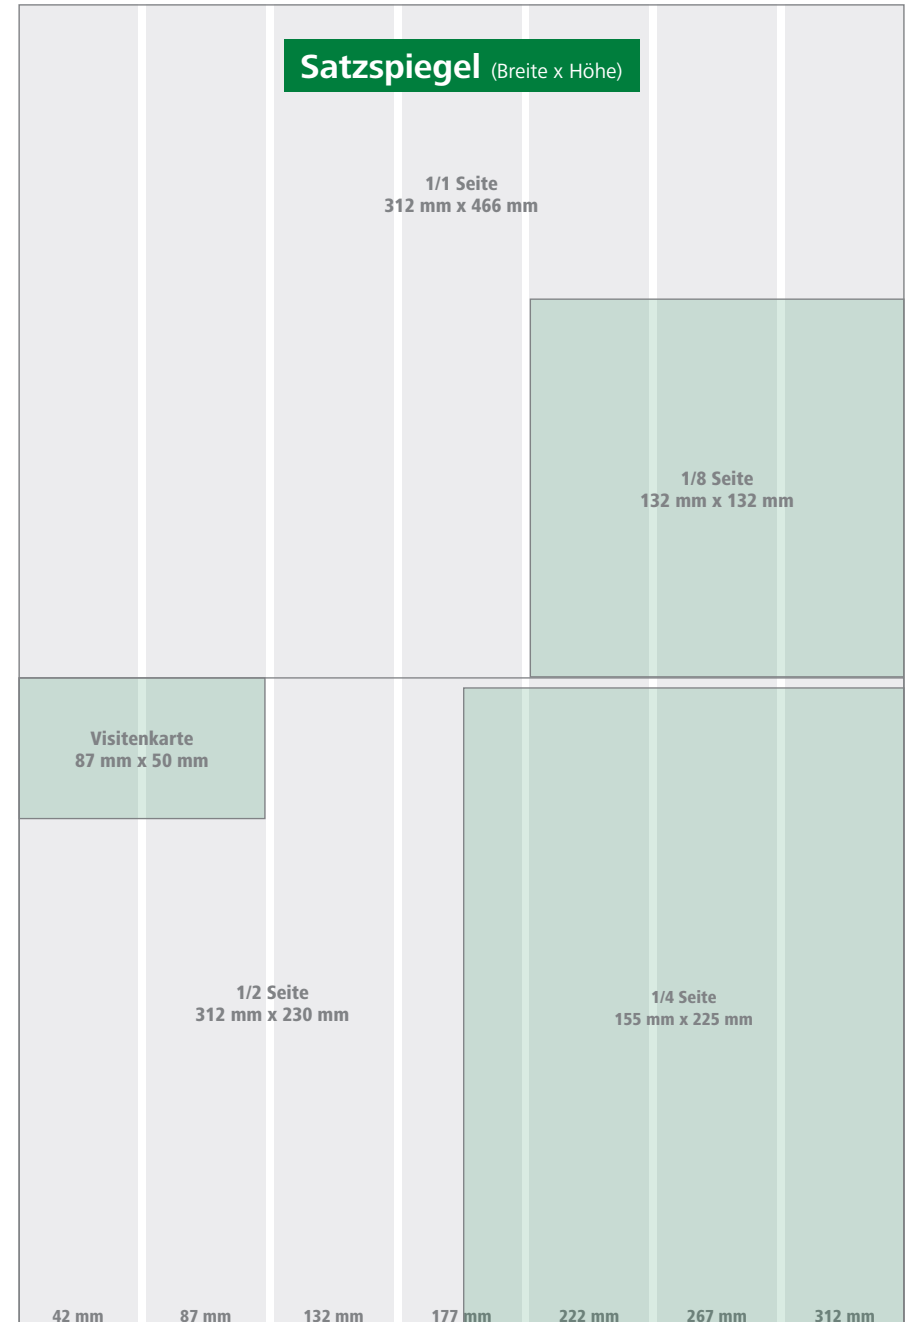 Satzspiegel (Breite x Höhe)
1/1 Seite
312 mm x 466 mm
1/8 Seite
132 mm x 132 mm
Visitenkarte
87 mm x 50 mm
1/2 Seite
312 mm x 230 mm
1/4 Seite
155 mm x 225 mm
42 mm 87 mm 132 mm 177 mm 222 mm 267 mm 312 mm